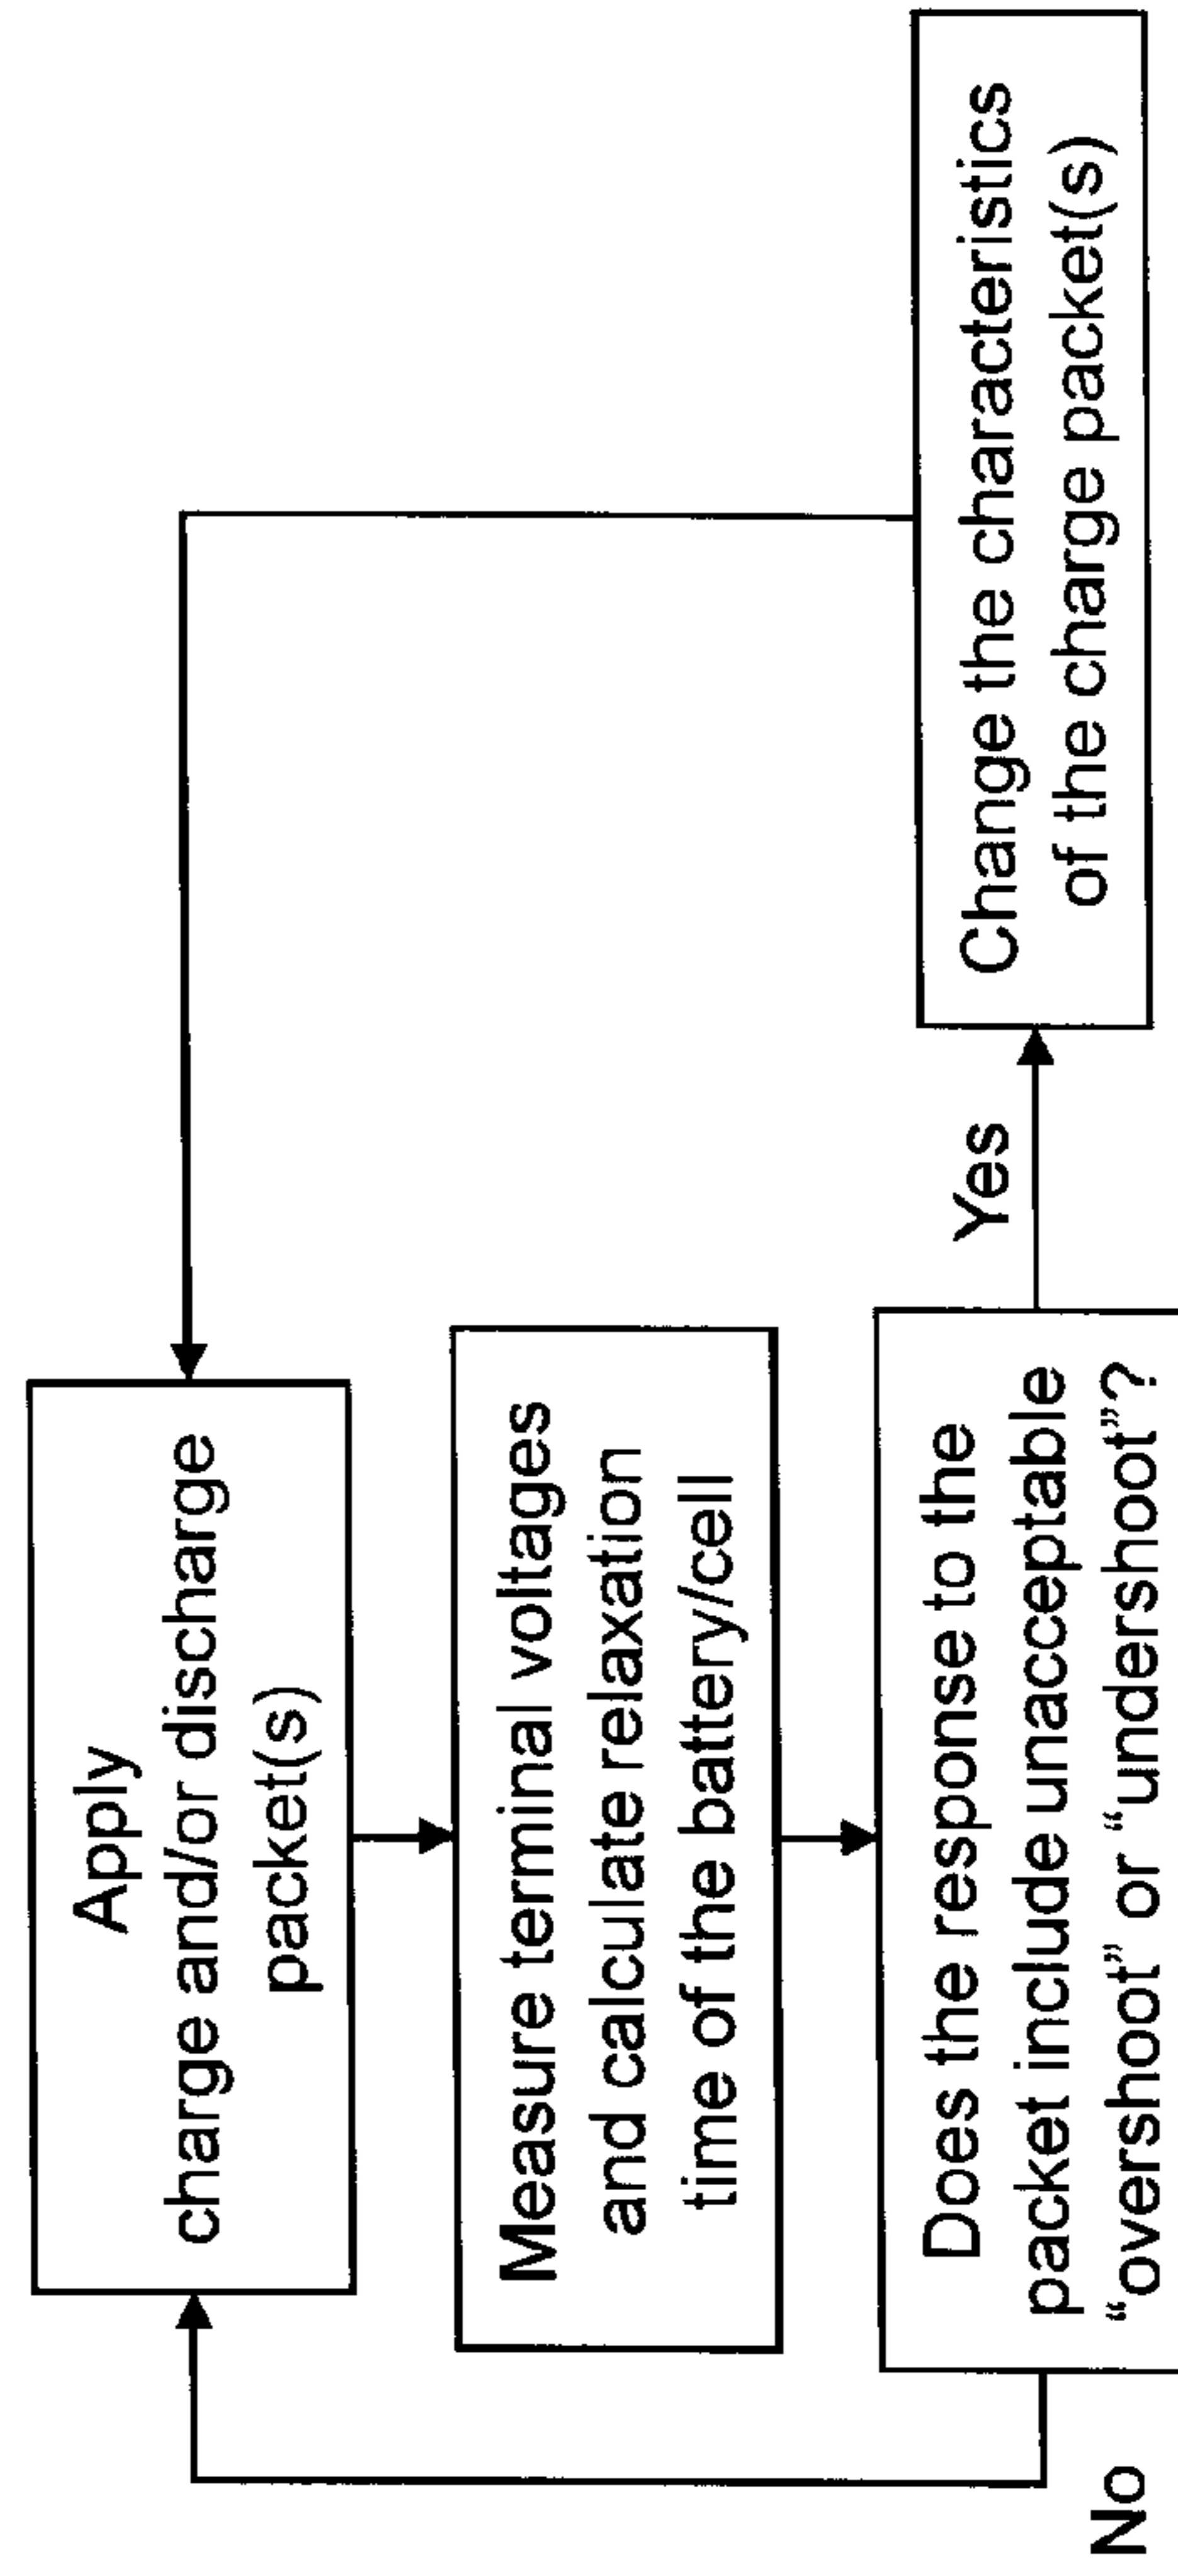 Apply
charge and/or discharge
packet(s)
Measure terminal voltages
and calculate relaxation
time of the battery/cell
Does the response to the
packet include unacceptable
“overshoot” or “undershoot”?
No
Yes
Change the characteristics
of the charge packet(s)